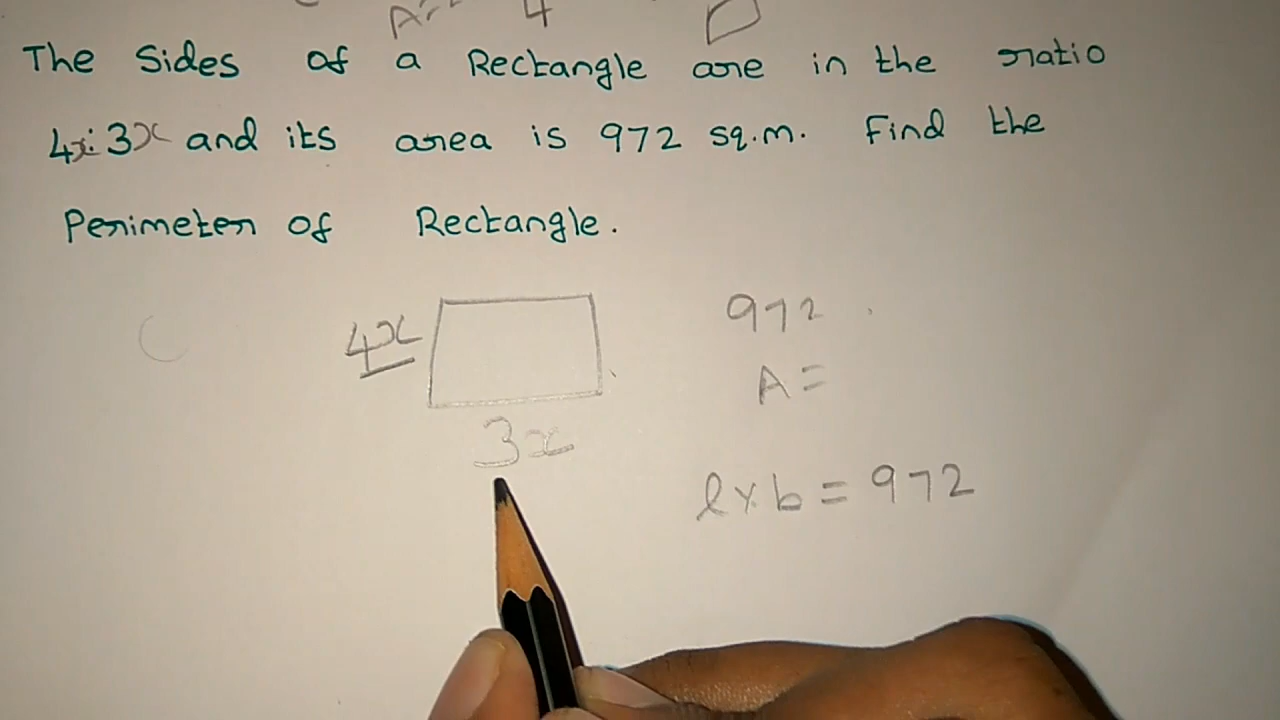 4
The Sides of a Rectangle are in the ratio
4x:3x and its area is 972 sq.m. Find the
Perimeter of Rectangle.
4x
972
A =
3x
l x b = 972